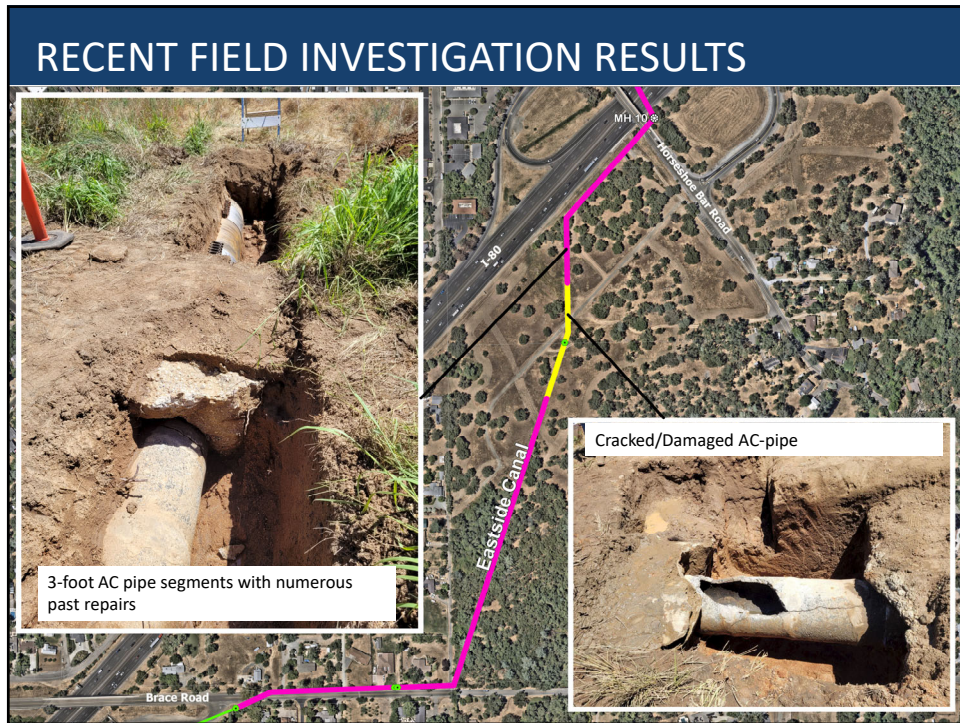 RECENT FIELD INVESTIGATION RESULTS
MH 10
Horseshoe Bar Road
I-80
Cracked/Damaged AC-pipe
Eastside Canal
3-foot AC pipe segments with numerous
past repairs
Brace Road